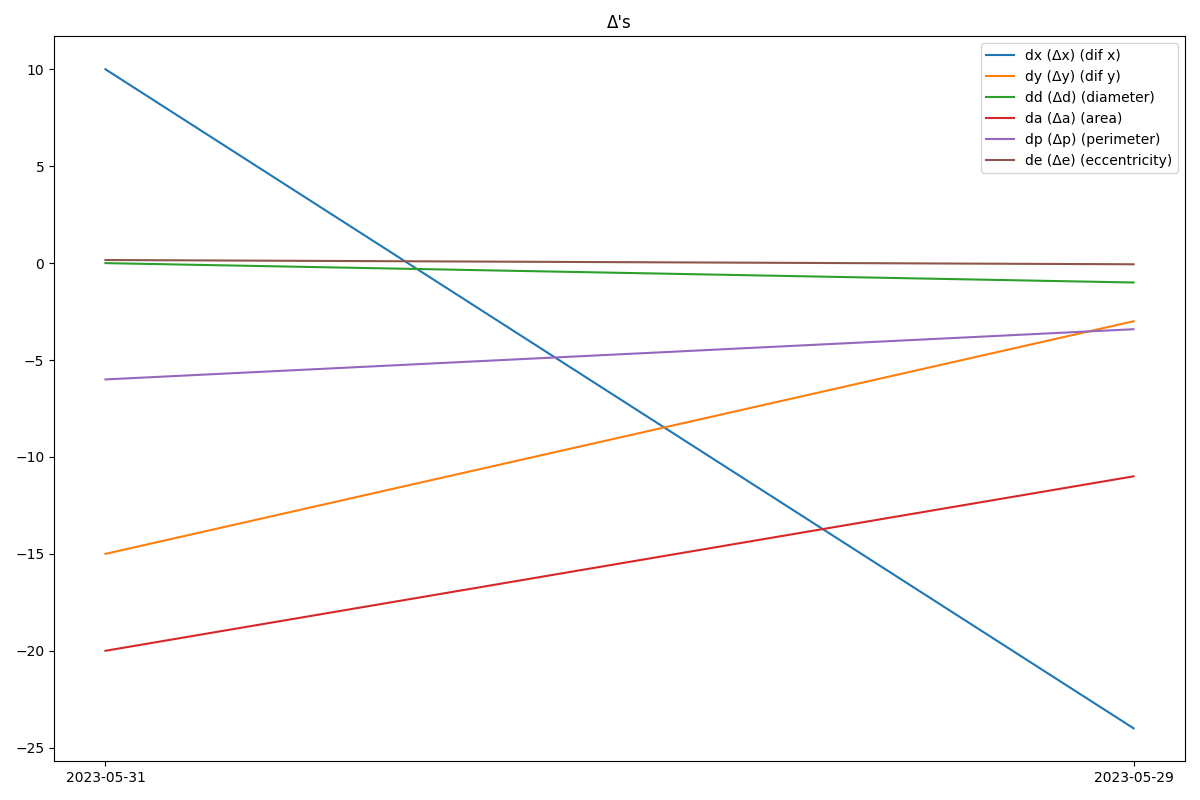 Δ's
dx (Δx) (dif x)
dy (Δy) (dif y)
dd (Δd) (diameter)
da (Δa) (area)
dp (Δp) (perimeter)
de (Δe) (eccentricity)
10
5
0
−5
−10
−15
−20
−25
2023-05-31
2023-05-29